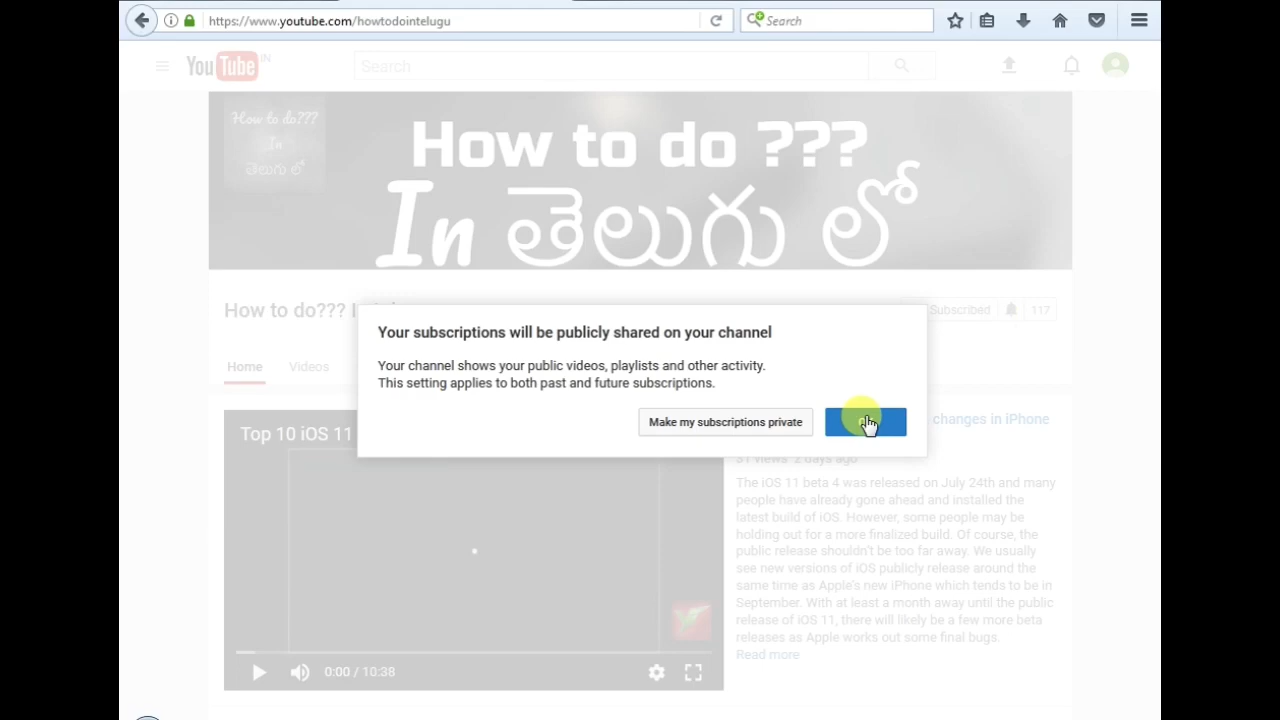 https://www.youtube.com/howtodointelugu
Search
YouTube IN
Search
How to do???
In
తెలుగు లో
How to do ???
In తెలుగు లో
How to do???
Subscribed 117
Your subscriptions will be publicly shared on your channel
Your channel shows your public videos, playlists and other activity.
This setting applies to both past and future subscriptions.
Make my subscriptions private
Home Videos
Top 10 iOS 11
changes in iPhone
51 views 2 days ago
The iOS 11 beta 4 was released on July 24th and many
people have already gone ahead and installed the
latest build of iOS. However, some people may be
holding out for a more finalized build. Of course, the
public release shouldn't be too far away. We usually
see new versions of iOS publicly release around the
same time as Apple's new iPhone which tends to be in
September. With at least a month away until the public
release of iOS 11, there will likely be a few more beta
releases as Apple works out some final bugs.
Read more
0:00 / 10:38